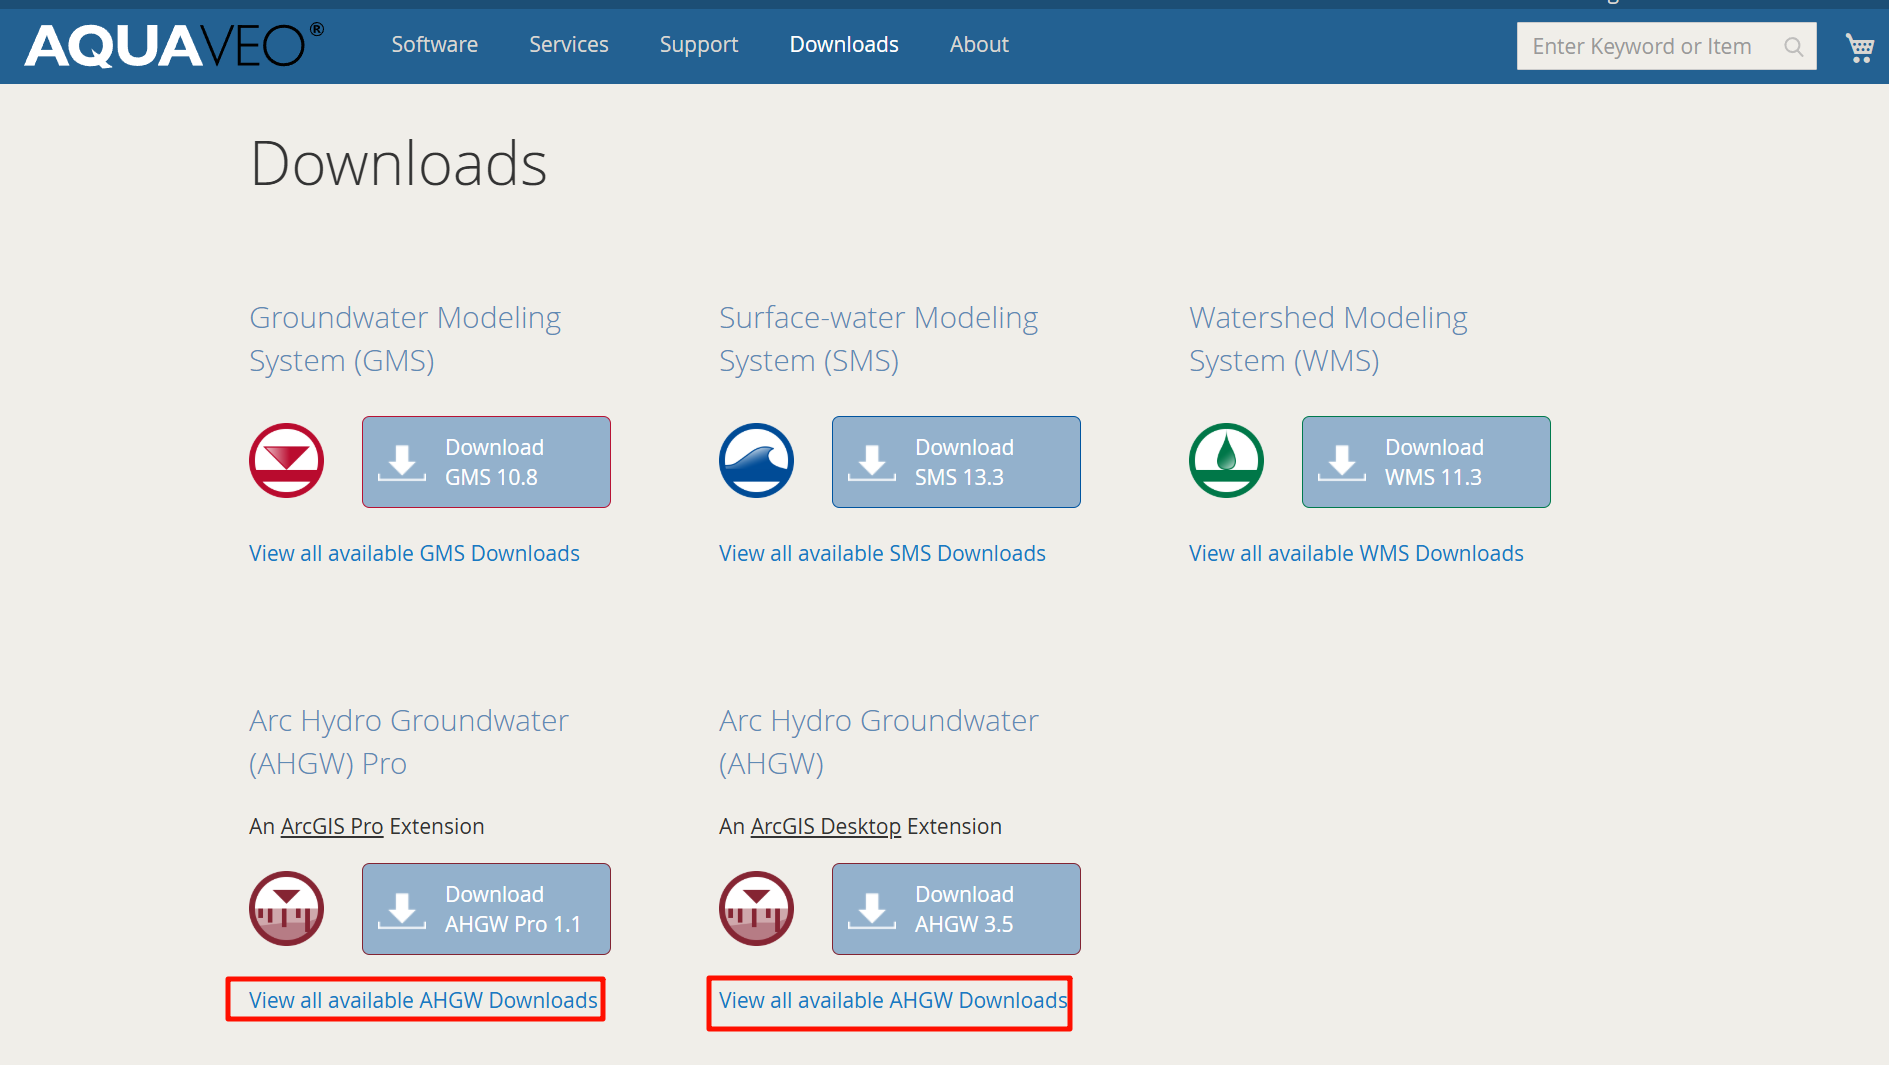 AQUAVEO®
Software Services Support Downloads About
Enter Keyword or Item
Downloads
Groundwater Modeling
System (GMS)
Download
GMS 10.8
View all available GMS Downloads
Surface-water Modeling
System (SMS)
Download
SMS 13.3
View all available SMS Downloads
Watershed Modeling
System (WMS)
Download
WMS 11.3
View all available WMS Downloads
Arc Hydro Groundwater
(AHGW) Pro
An ArcGIS Pro Extension
Download
AHGW Pro 1.1
View all available AHGW Downloads
Arc Hydro Groundwater
(AHGW)
An ArcGIS Desktop Extension
Download
AHGW 3.5
View all available AHGW Downloads